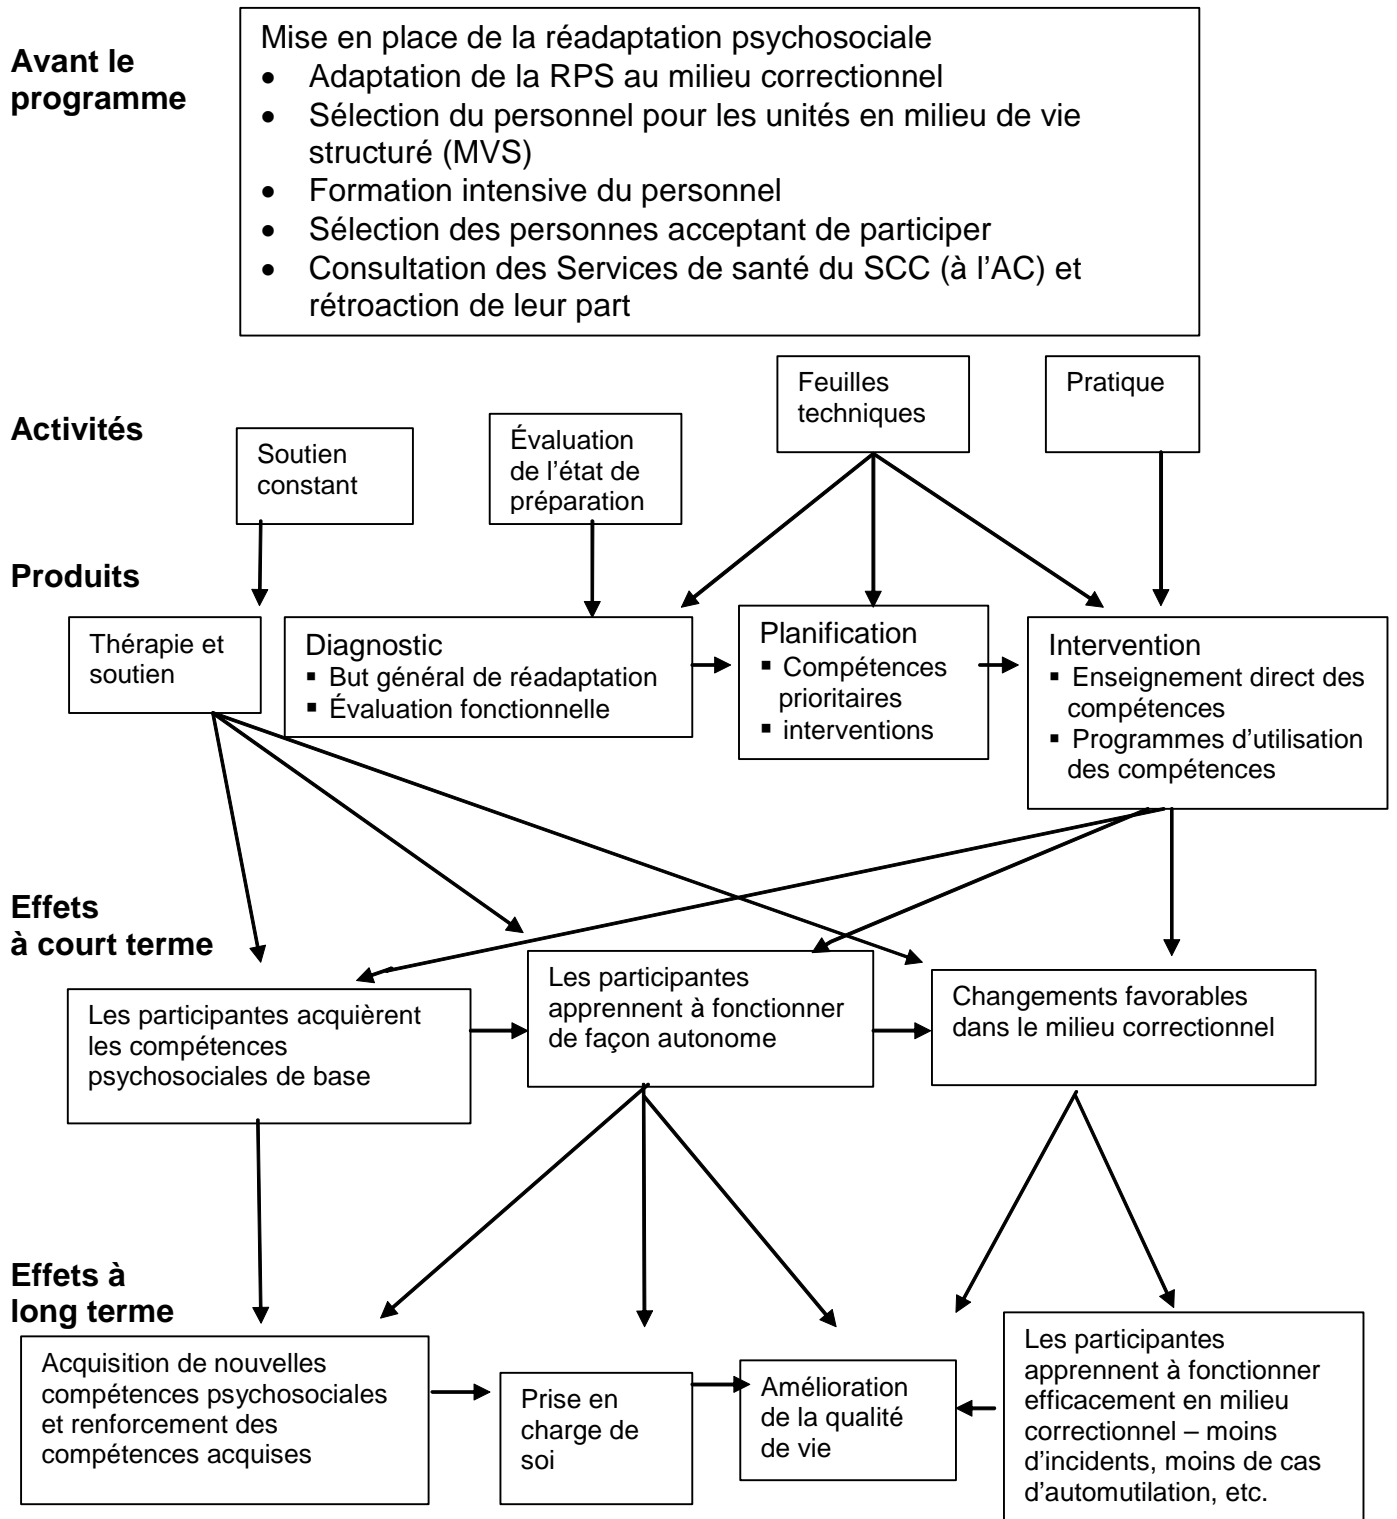 Avant le
programme
Mise en place de la réadaptation psychosociale
• Adaptation de la RPS au milieu correctionnel
• Sélection du personnel pour les unités en milieu de vie
structuré (MVS)
• Formation intensive du personnel
• Sélection des personnes acceptant de participer
• Consultation des Services de santé du SCC (à l'AC) et
rétroaction de leur part
Activités
Soutien
constant
Évaluation
de l'état de
préparation
Feuilles
techniques
Pratique
Produits
Thérapie et
soutien
Diagnostic
▪ But général de réadaptation
▪ Évaluation fonctionnelle
Planification
▪ Compétences
prioritaires
▪ interventions
Intervention
▪ Enseignement direct des
compétences
▪ Programmes d'utilisation
des compétences
Effets
à court terme
Les participantes acquièrent
les compétences
psychosociales de base
Les participantes
apprennent à fonctionner
de façon autonome
Changements favorables
dans le milieu correctionnel
Effets à
long terme
Acquisition de nouvelles
compétences psychosociales
et renforcement des
compétences acquises
Prise en
charge de
soi
Amélioration
de la qualité
de vie
Les participantes
apprennent à fonctionner
efficacement en milieu
correctionnel – moins
d'incidents, moins de cas
d'automutilation, etc.